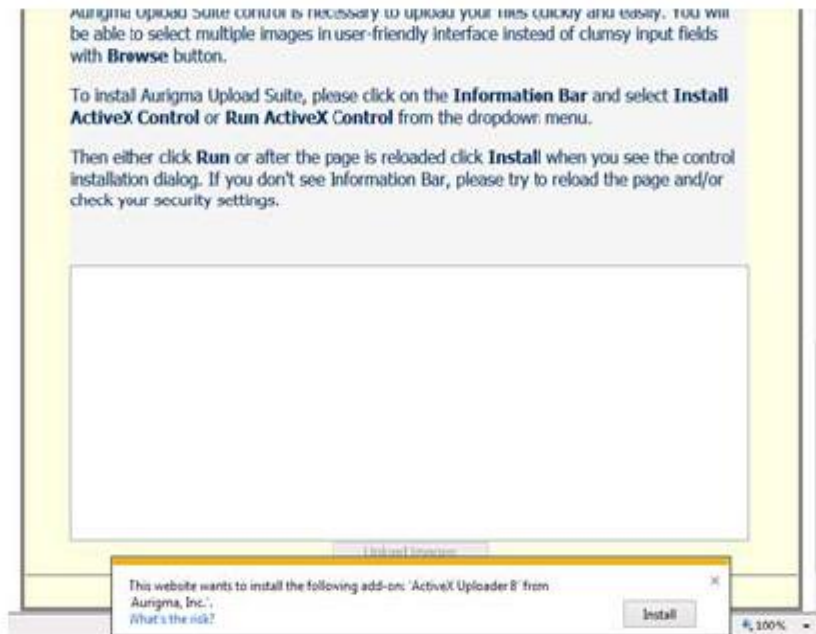 Aurigma Upload Suite control is necessary to upload your files quickly and easily. You will
be able to select multiple images in user-friendly interface instead of clumsy input fields
with Browse button.
To install Aurigma Upload Suite, please click on the Information Bar and select Install
ActiveX Control or Run ActiveX Control from the dropdown menu.
Then either click Run or after the page is reloaded click Install when you see the control
installation dialog. If you don't see Information Bar, please try to reload the page and/or
check your security settings.
Upload Images
This website wants to install the following add-on: 'ActiveX Uploader 8' from
Aurigma, Inc.'.
What's the risk?
Install
100%